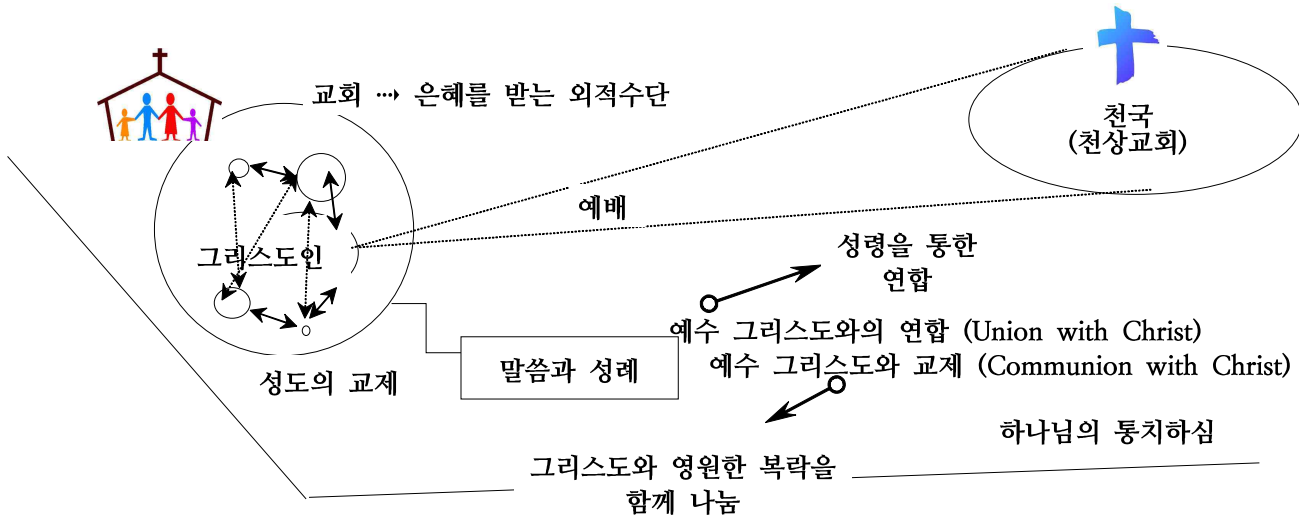 교회 ⋯→ 은혜를 받는 외적수단
천국
(천상교회)
예배
그리스도인
성령을 통한
연합
예수 그리스도와의 연합 (Union with Christ)
예수 그리스도와 교제 (Communion with Christ)
말씀과 성례
성도의 교제
하나님의 통치하심
그리스도와 영원한 복락을
함께 나눔